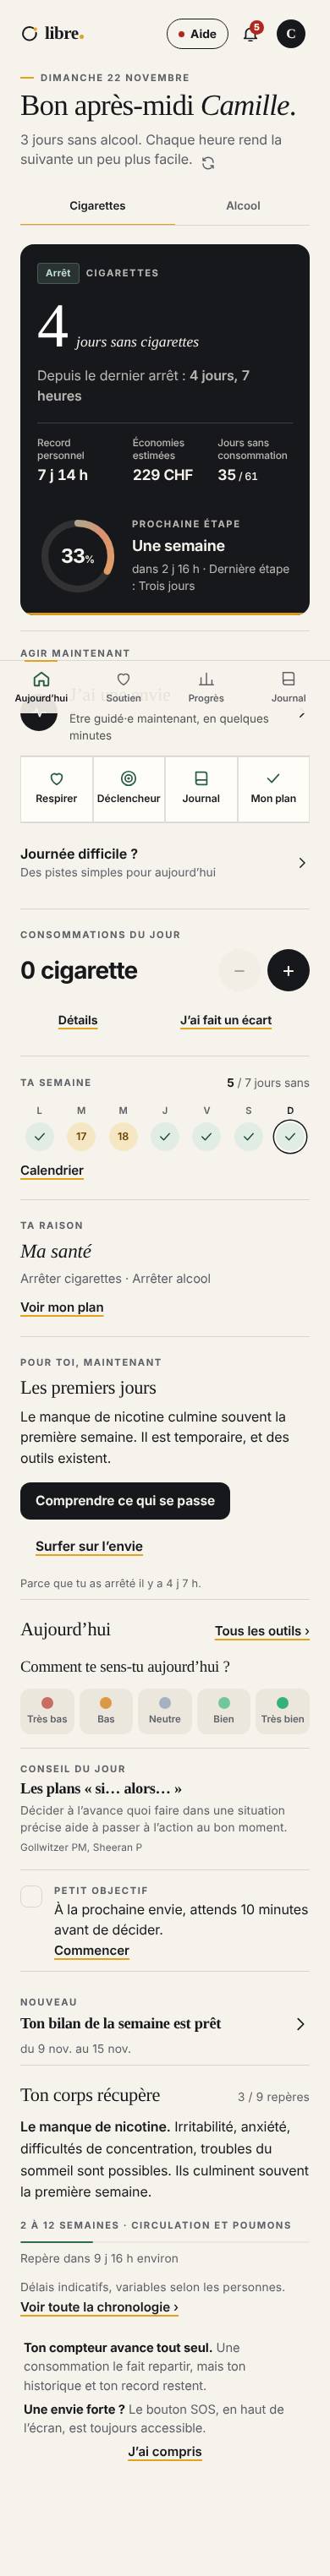 libre.
Aide
5
C
DIMANCHE 22 NOVEMBRE
Bon après-midi Camille.
3 jours sans alcool. Chaque heure rend la
suivante un peu plus facile.
Cigarettes
Alcool
Arrêt
CIGARETTES
4 jours sans cigarettes
Depuis le dernier arrêt : 4 jours, 7
heures
Record
personnel
7 j 14 h
Économies
estimées
229 CHF
Jours sans
consommation
35 / 61
33%
PROCHAINE ÉTAPE
Une semaine
dans 2 j 16 h · Dernière étape
: Trois jours
AGIR MAINTENANT
J'ai une envie
Aujourd'hui
Soutien
Progrès
Journal
Etre guidé·e maintenant, en quelques
minutes
Respirer
Déclencheur
Journal
Mon plan
Journée difficile ?
Des pistes simples pour aujourd'hui
CONSOMMATIONS DU JOUR
0 cigarette
Détails
J'ai fait un écart
TA SEMAINE
5 / 7 jours sans
L M M J V S D
17 18
Calendrier
TA RAISON
Ma santé
Arrêter cigarettes · Arrêter alcool
Voir mon plan
POUR TOI, MAINTENANT
Les premiers jours
Le manque de nicotine culmine souvent la
première semaine. Il est temporaire, et des
outils existent.
Comprendre ce qui se passe
Surfer sur l'envie
Parce que tu as arrêté il y a 4 j 7 h.
Aujourd'hui
Tous les outils ›
Comment te sens-tu aujourd'hui ?
Très bas
Bas
Neutre
Bien
Très bien
CONSEIL DU JOUR
Les plans « si… alors… »
Décider à l'avance quoi faire dans une situation
précise aide à passer à l'action au bon moment.
Gollwitzer PM, Sheeran P
PETIT OBJECTIF
À la prochaine envie, attends 10 minutes
avant de décider.
Commencer
NOUVEAU
Ton bilan de la semaine est prêt
du 9 nov. au 15 nov.
Ton corps récupère
3 / 9 repères
Le manque de nicotine. Irritabilité, anxiété,
difficultés de concentration, troubles du
sommeil sont possibles. Ils culminent souvent
la première semaine.
2 À 12 SEMAINES · CIRCULATION ET POUMONS
Repère dans 9 j 16 h environ
Délais indicatifs, variables selon les personnes.
Voir toute la chronologie ›
Ton compteur avance tout seul. Une
consommation le fait repartir, mais ton
historique et ton record restent.
Une envie forte ? Le bouton SOS, en haut de
l'écran, est toujours accessible.
J'ai compris